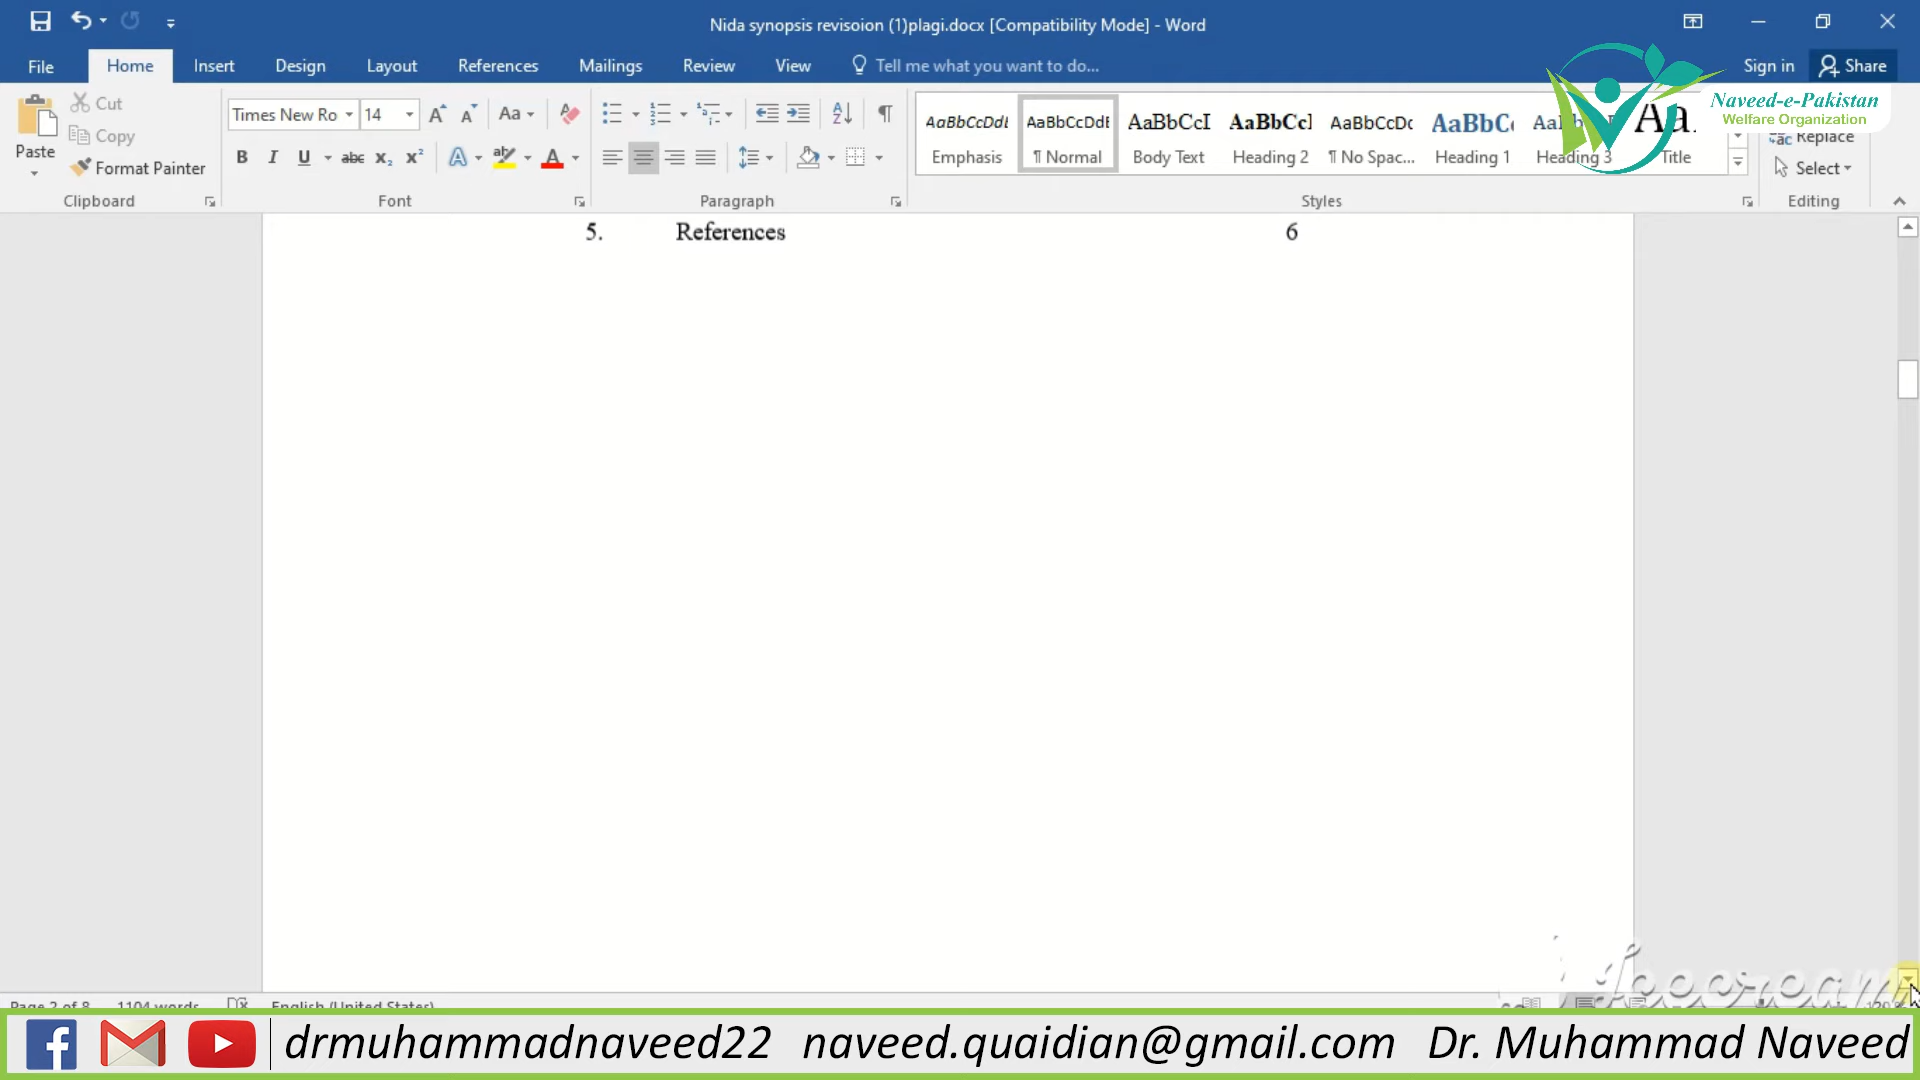 Nida synopsis revisoion (1)plagi.docx [Compatibility Mode] - Word
File Home Insert Design Layout References Mailings Review View Tell me what you want to do... Sign in Share
Naveed-e-Pakistan
Welfare Organization
Paste
Cut
Copy
Format Painter
Times New Ro 14
AaBbCcDdE Emphasis
AaBbCcDdE ¶ Normal
AaBbCcI Body Text
AaBbCcI Heading 2
AaBbCcDc ¶ No Spac...
AaBbC Heading 1
AaBb Heading 3
Aa. Title
Replace
Select
Clipboard Font Paragraph Styles Editing
5. References 6
Page 2 of 8 1104 words English (United States)
drmuhammadnaveed22 naveed.quaidian@gmail.com Dr. Muhammad Naveed